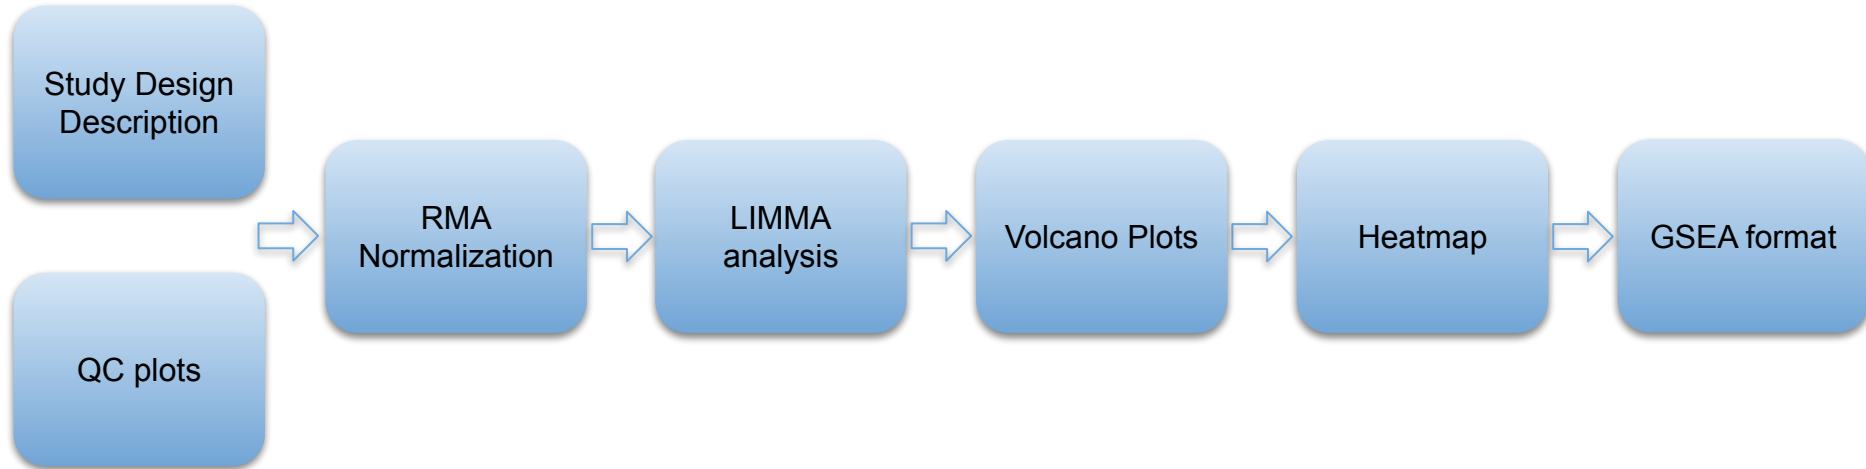 Study Design
Description
QC plots
RMA
Normalization
LIMMA
analysis
Volcano Plots
Heatmap
GSEA format